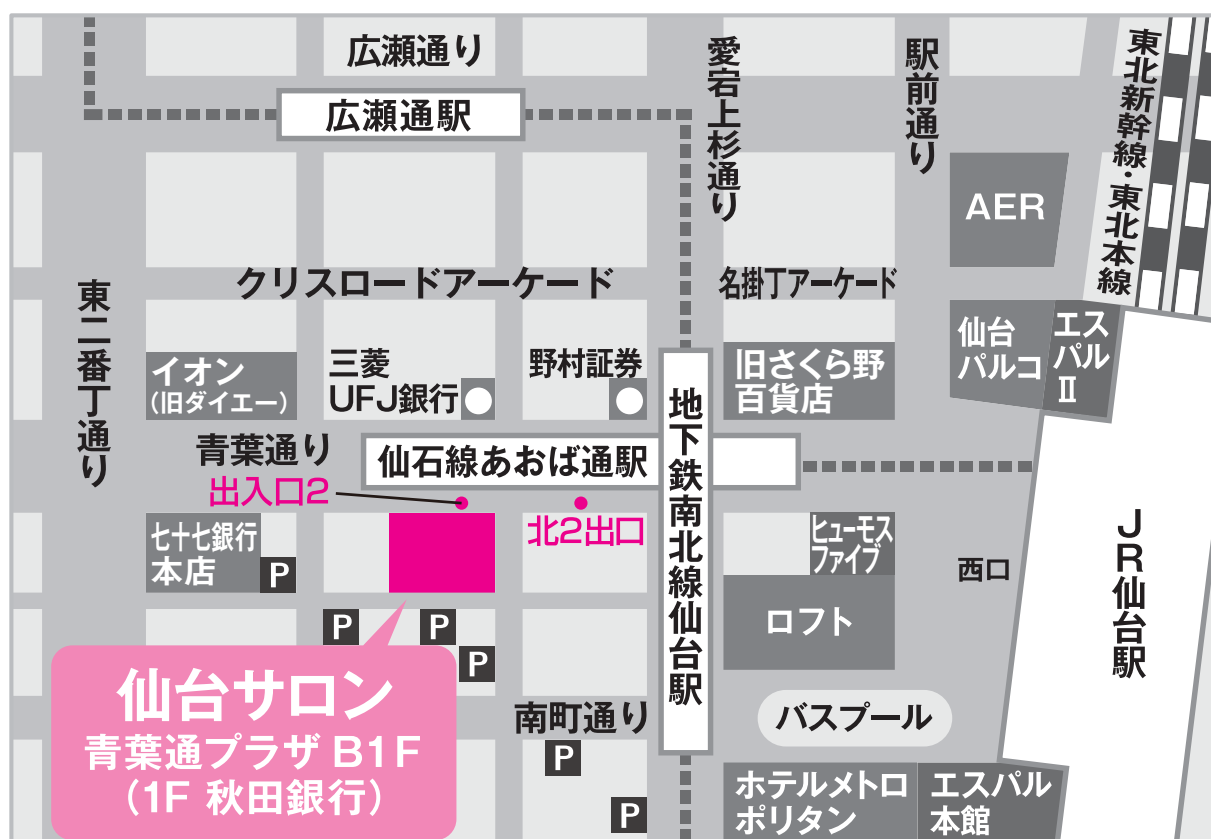 広瀬通り
愛宕上杉通り
駅前通り
東北新幹線・東北本線
広瀬通駅
AER
クリスロードアーケード
名掛丁アーケード
東二番丁通り
イオン
（旧ダイエー）
三菱
UFJ銀行
野村証券
旧さくら野
百貨店
仙台
パルコ
エス
パル
II
青葉通り
仙石線あおば通駅
地下鉄南北線仙台駅
出入口2
北2出口
七十七銀行
本店
P
ヒューモス
ファイブ
西口
JR仙台駅
ロフト
P
P
P
仙台サロン
青葉通プラザ B1F
（1F 秋田銀行）
南町通り
P
バスプール
P
ホテルメトロ
ポリタン
エスパル
本館